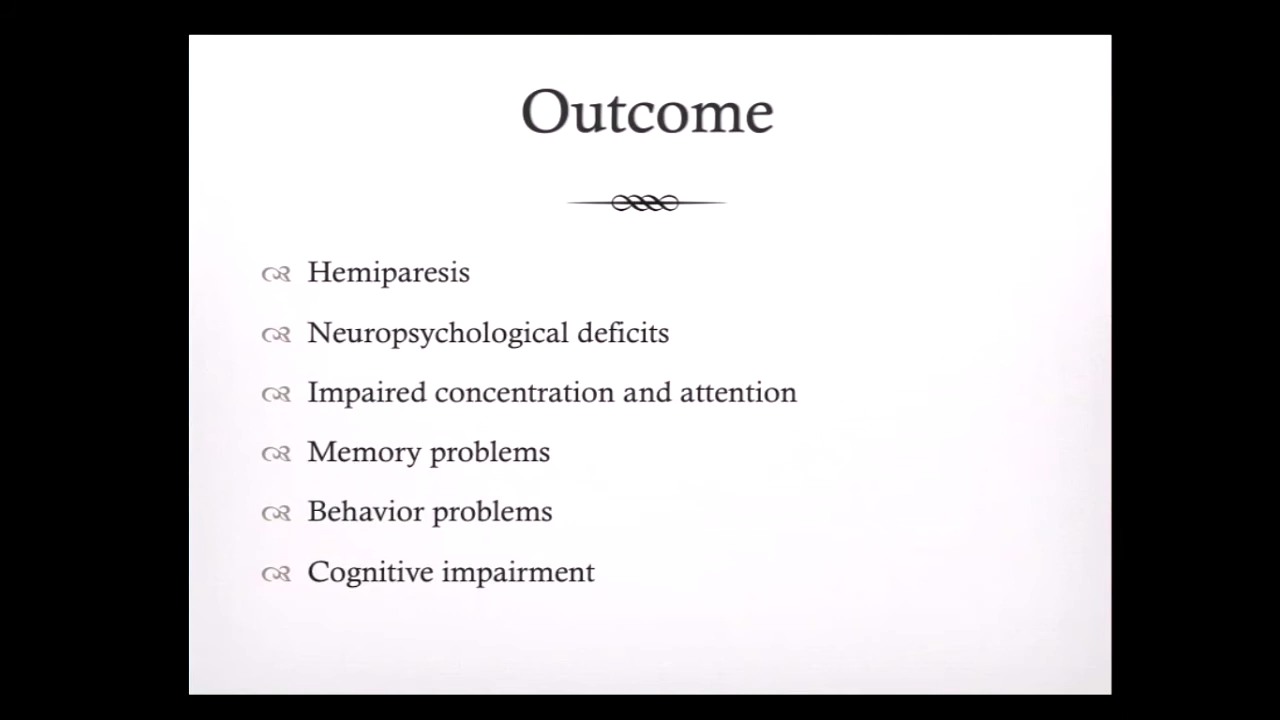 Outcome
Hemiparesis
Neuropsychological deficits
Impaired concentration and attention
Memory problems
Behavior problems
Cognitive impairment